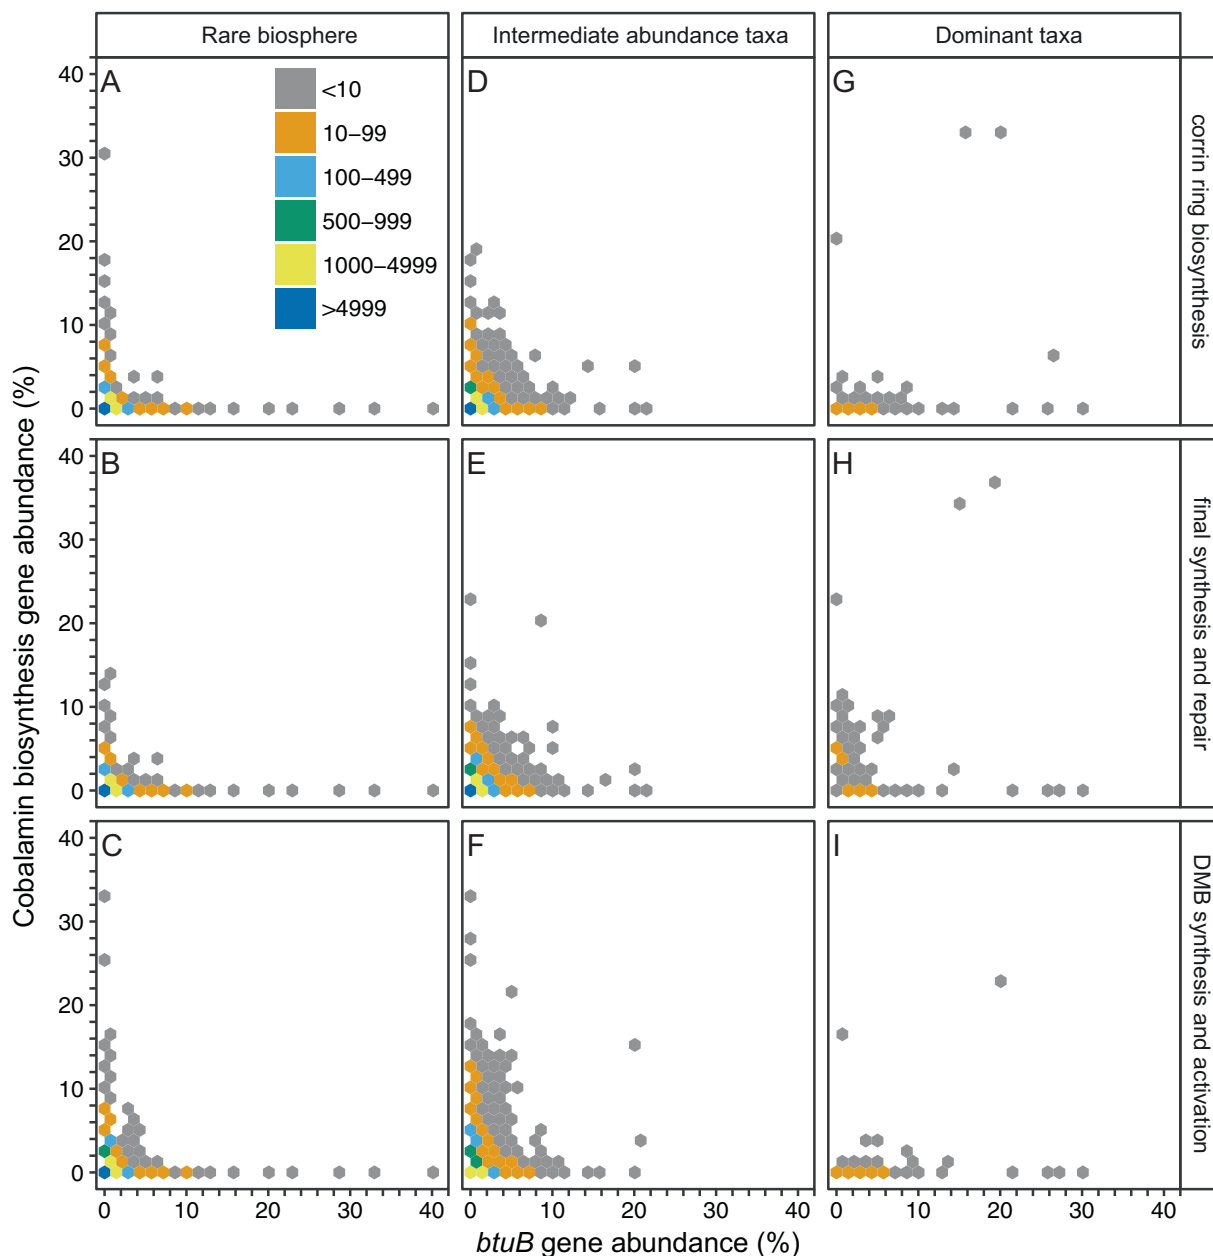 Rare biosphere
Intermediate abundance taxa
Dominant taxa
A
<10
10–99
100–499
500–999
1000–4999
>4999
D
G
corrin ring biosynthesis
40
30
20
10
0
B
E
H
final synthesis and repair
40
30
20
10
0
C
F
I
DMB synthesis and activation
40
30
20
10
0
Cobalamin biosynthesis gene abundance (%)
0 10 20 30 40
0 10 20 30 40
0 10 20 30 40
btuB gene abundance (%)